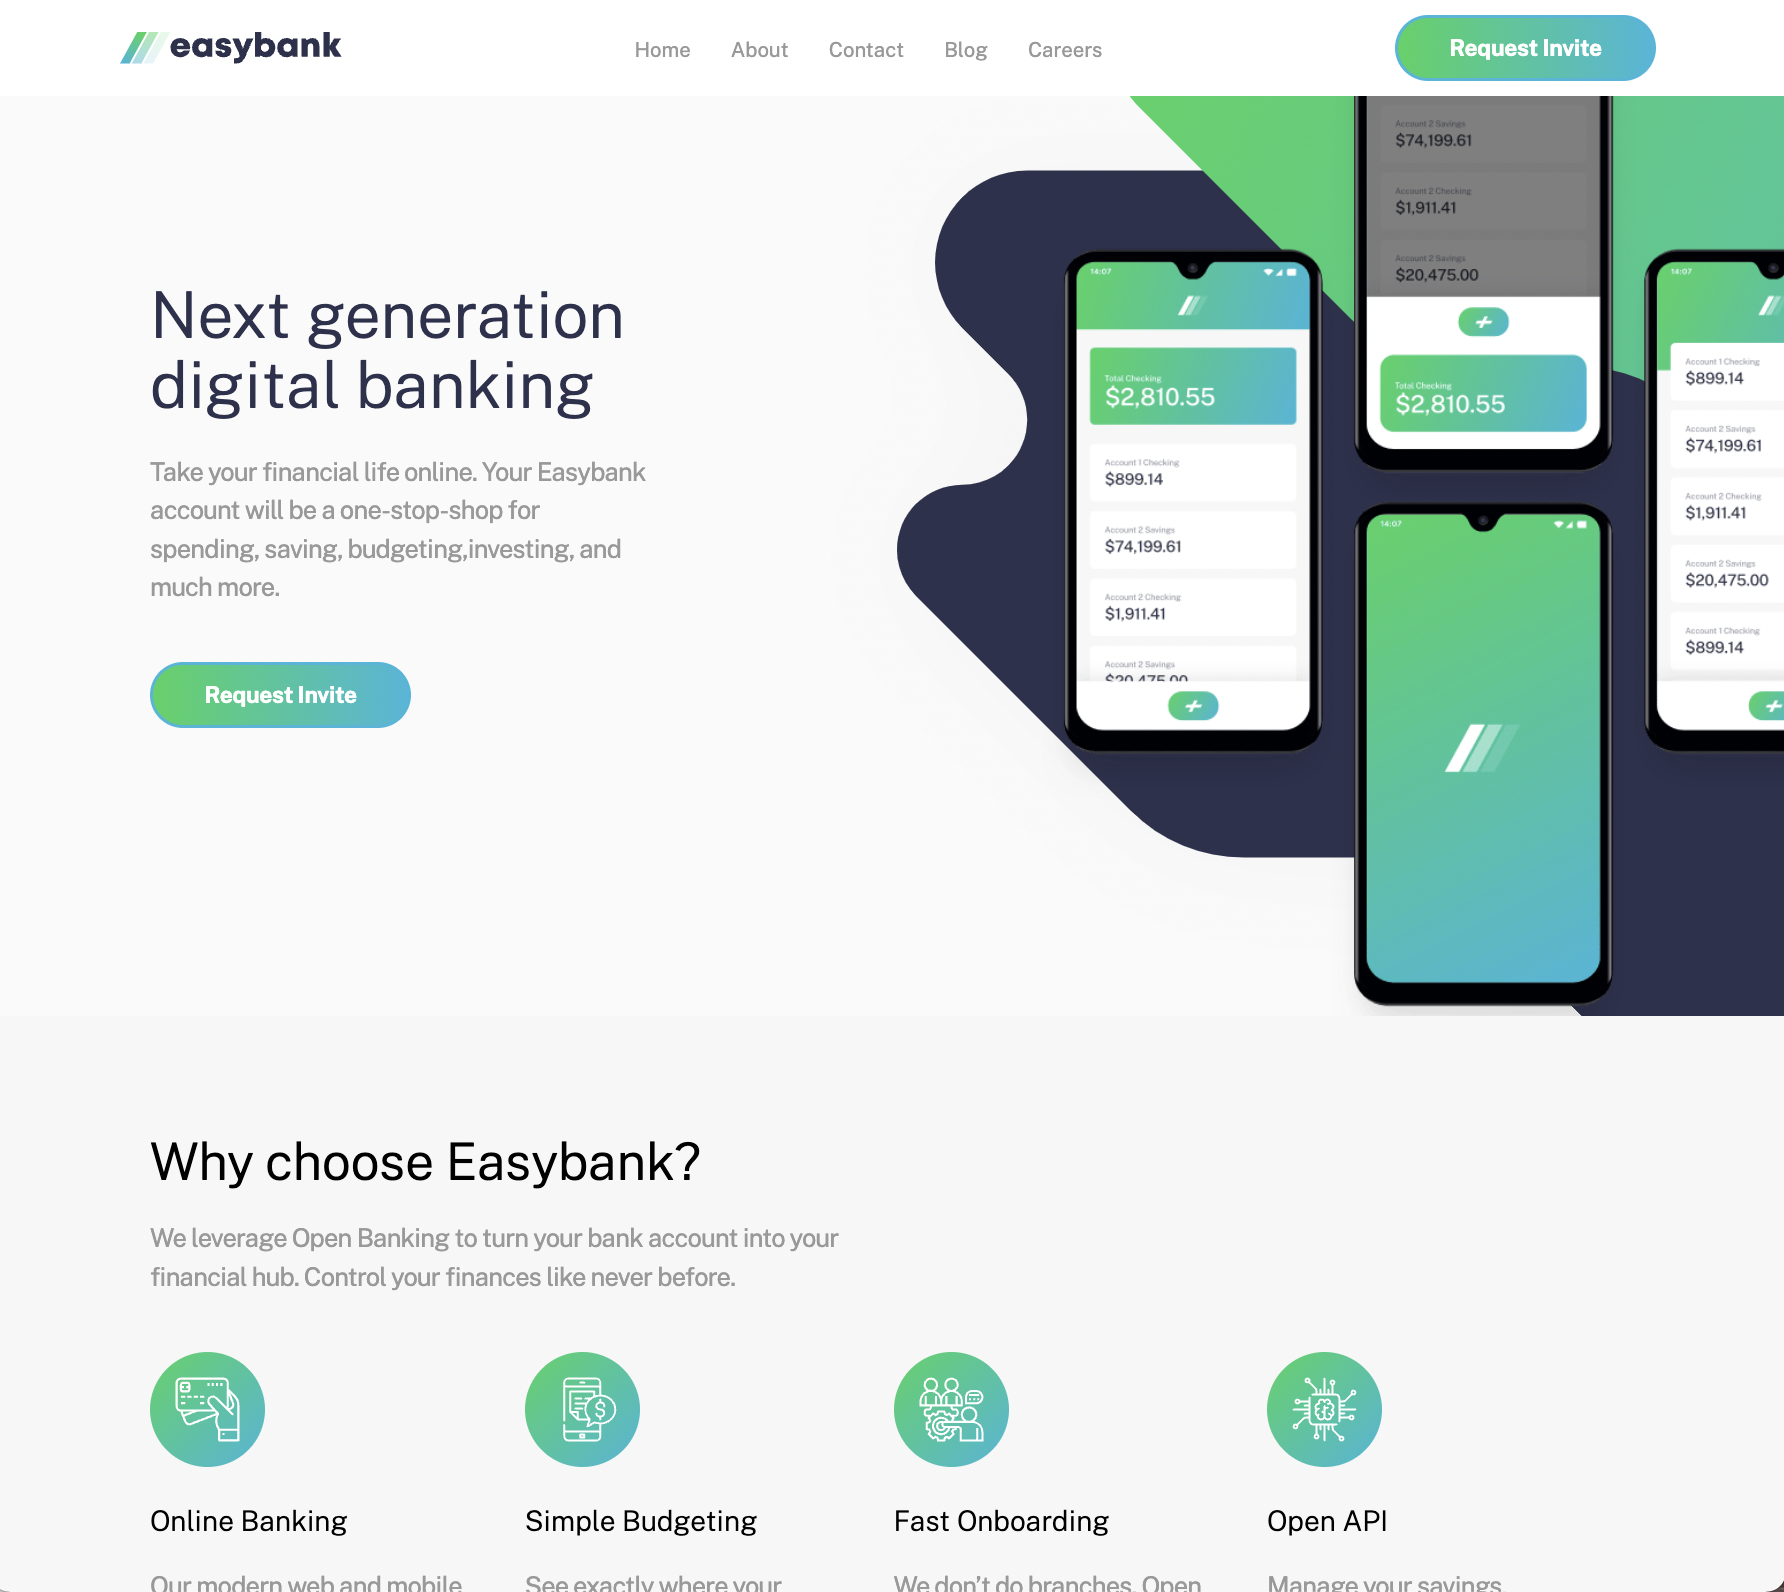 easybank
Home About Contact Blog Careers
Request Invite
Next generation
digital banking
Take your financial life online. Your Easybank
account will be a one-stop-shop for
spending, saving, budgeting,investing, and
much more.
Request Invite
14:07
Total Checking
$2,810.55
Account 1 Checking
$899.14
Account 2 Savings
$74,199.61
Account 2 Checking
$1,911.41
Account 2 Savings
$20,475.00
Account 2 Savings
$74,199.61
Account 2 Checking
$1,911.41
Account 2 Savings
$20,475.00
Total Checking
$2,810.55
14:07
14:07
Account 1 Checking
$899.14
Account 2 Savings
$74,199.61
Account 2 Checking
$1,911.41
Account 2 Savings
$20,475.00
Account 1 Checking
$899.14
Why choose Easybank?
We leverage Open Banking to turn your bank account into your
financial hub. Control your finances like never before.
Online Banking
Our modern web and mobile
Simple Budgeting
See exactly where your
Fast Onboarding
We don’t do branches. Open
Open API
Manage your savings,